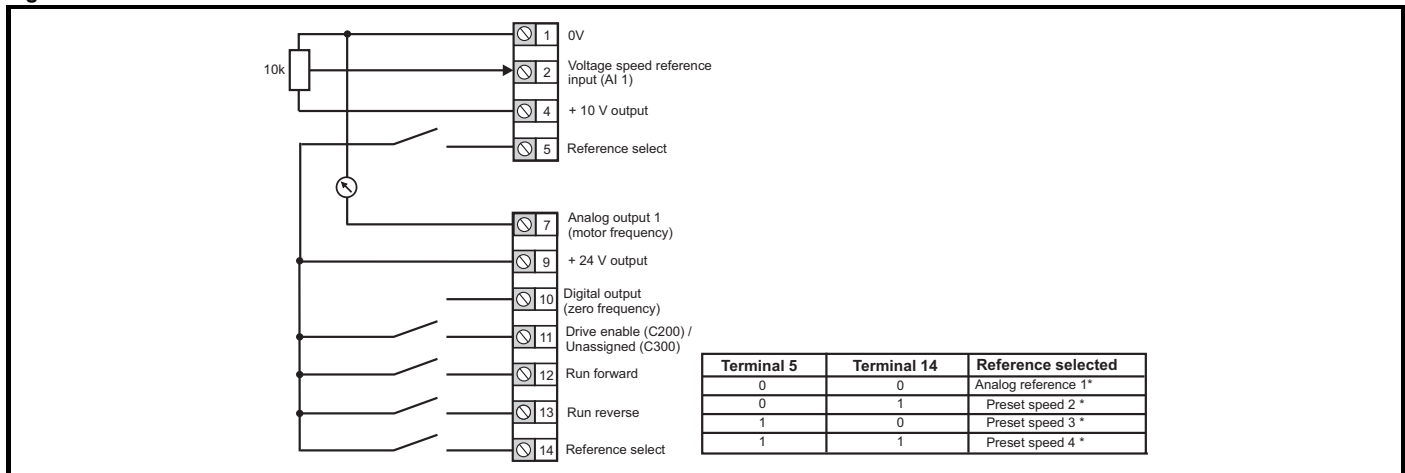 10k
1 0V
2 Voltage speed reference
input (AI 1)
4 + 10 V output
5 Reference select
7 Analog output 1
(motor frequency)
9 + 24 V output
10 Digital output
(zero frequency)
11 Drive enable (C200) /
Unassigned (C300)
12 Run forward
13 Run reverse
14 Reference select
Terminal 5 Terminal 14 Reference selected
0 0 Analog reference 1*
0 1 Preset speed 2 *
1 0 Preset speed 3 *
1 1 Preset speed 4 *